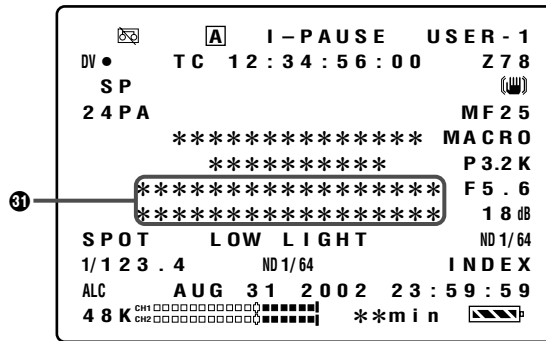 A I–PAUSE USER-1
DV ● TC 12:34:56:00 Z78
SP
24PA MF25
************** MACRO
********** P3.2K
***************** F5.6
31 ***************** 18dB
SPOT LOW LIGHT ND1/64
1/123.4 ND1/64 INDEX
ALC AUG 31 2002 23:59:59
48K CH1 CH2 **min